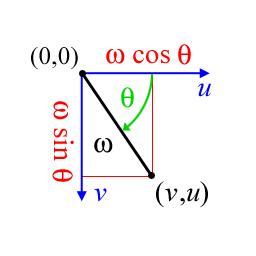 (0,0)
ω cos θ
u
θ
ω sin θ
ω
v
(v,u)